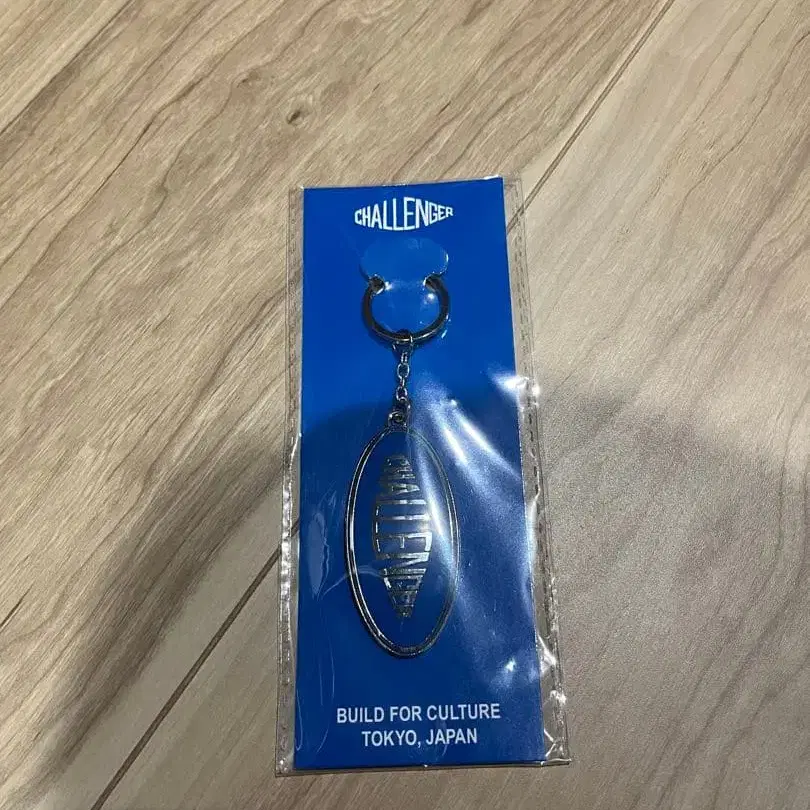 CHALLENGER
CHALLENGER
BUILD FOR CULTURE
TOKYO, JAPAN